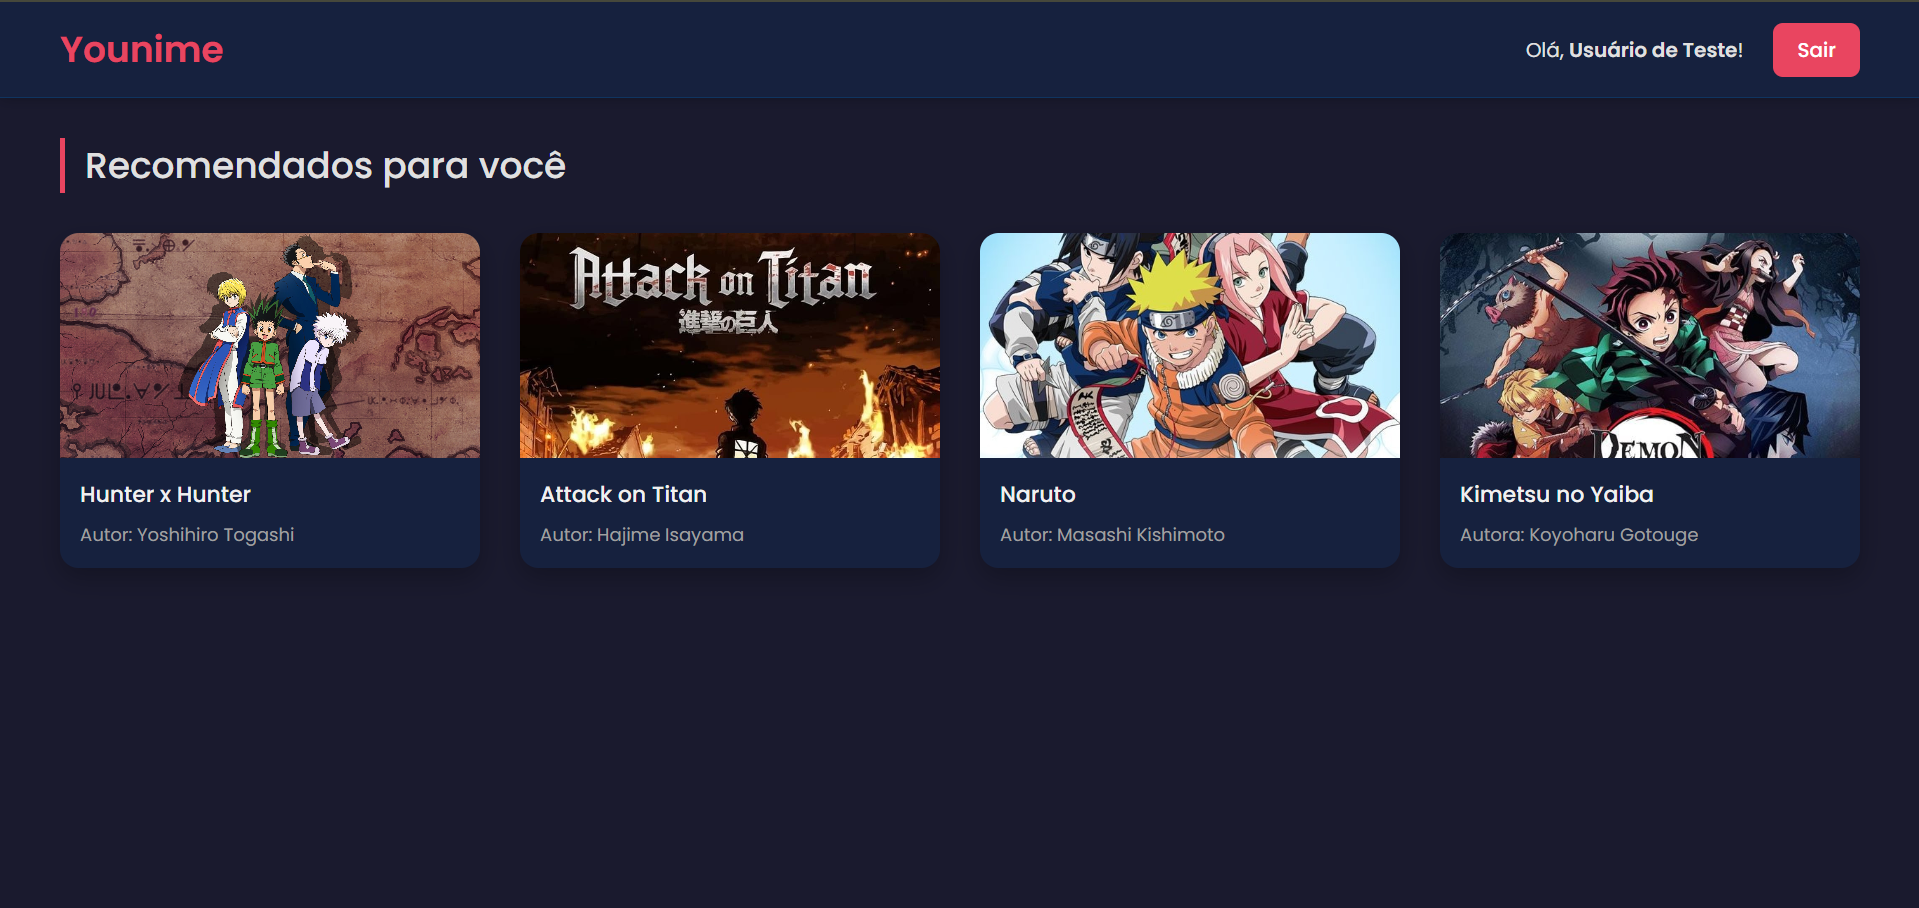 Younime
Olá, Usuário de Teste!
Sair
Recomendados para você
Attack on Titan
進撃の巨人
DEMON
Hunter x Hunter
Autor: Yoshihiro Togashi
Attack on Titan
Autor: Hajime Isayama
Naruto
Autor: Masashi Kishimoto
Kimetsu no Yaiba
Autora: Koyoharu Gotouge